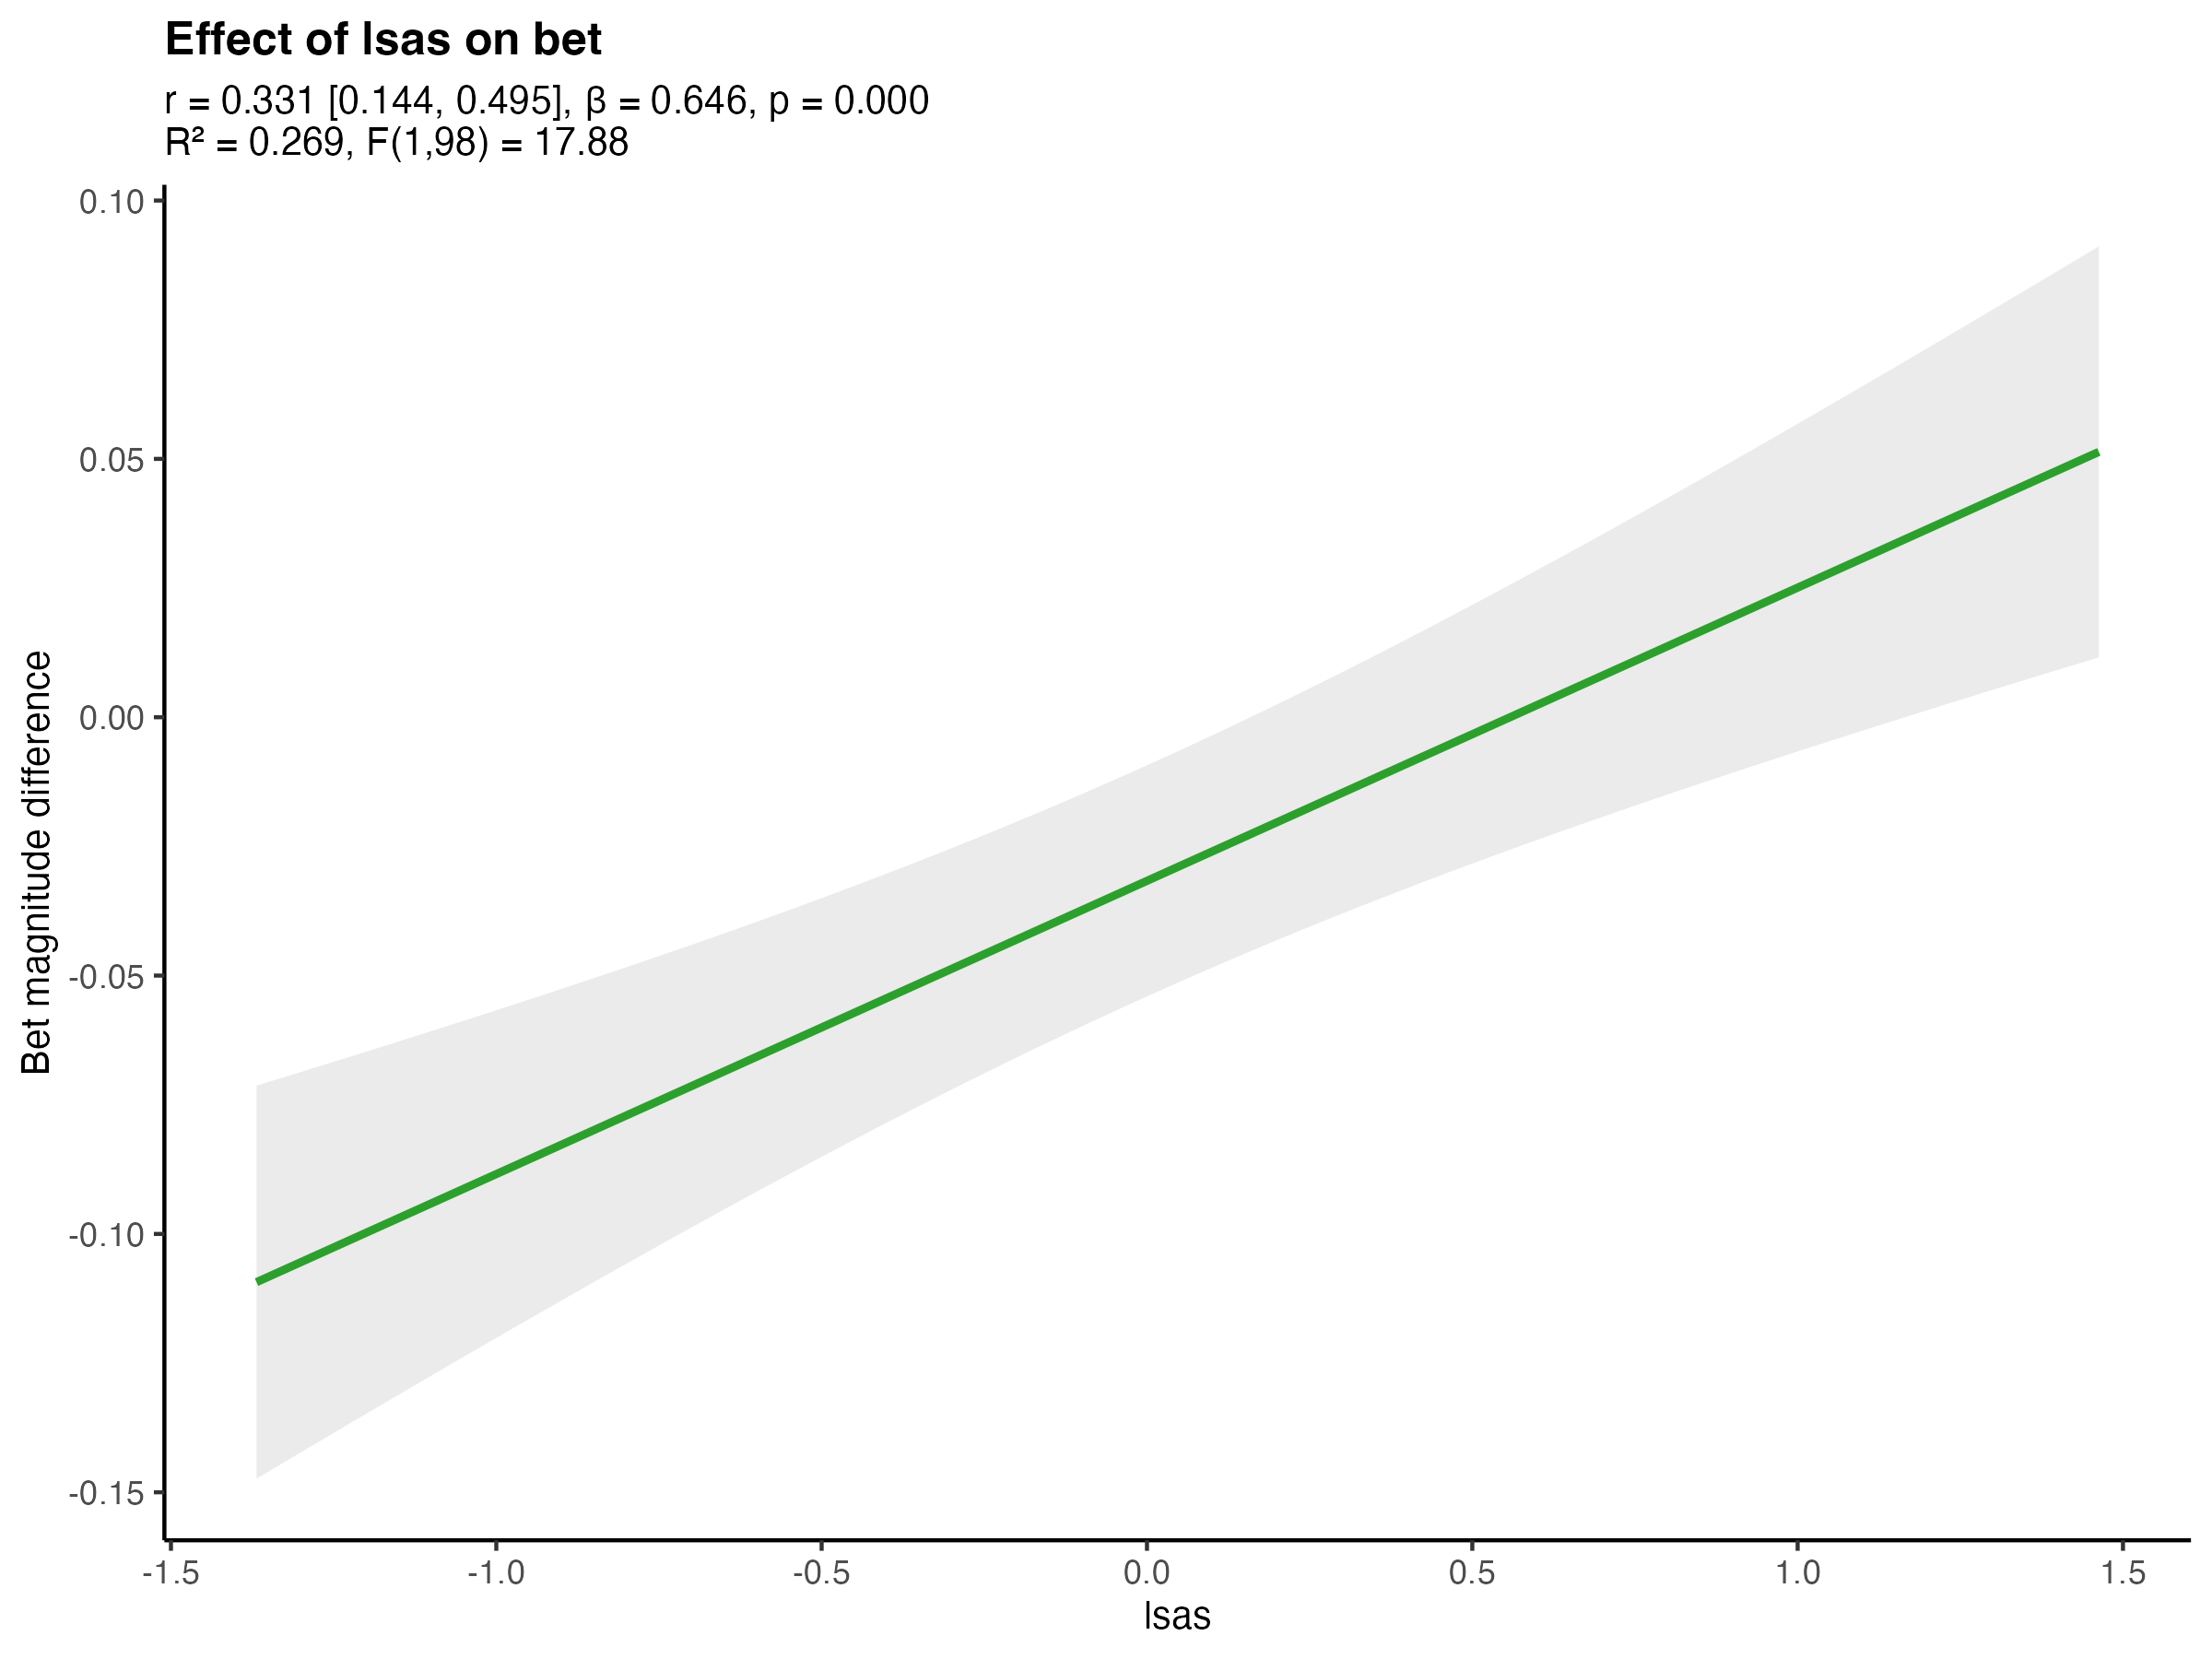 Effect of lsas on bet
r = 0.331 [0.144, 0.495], β = 0.646, p = 0.000
R² = 0.269, F(1,98) = 17.88
0.10
0.05
0.00
-0.05
-0.10
-0.15
Bet magnitude difference
-1.5 -1.0 -0.5 0.0 0.5 1.0 1.5
lsas